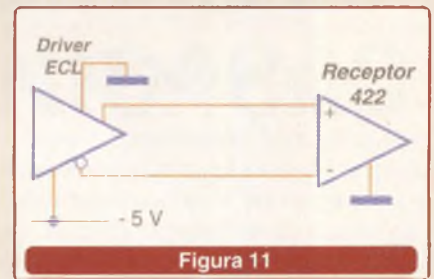 Driver
ECL
Receptor
422
+
-
- 5 V
Figura 11